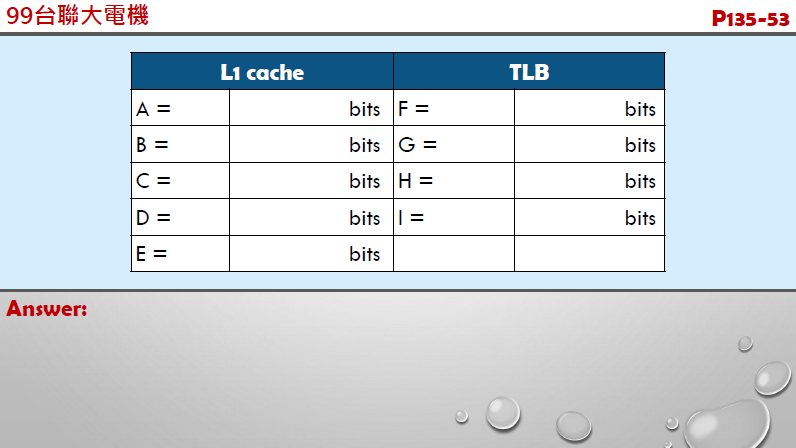 99台聯大電機
P135-53
L1 cache TLB
A = bits F = bits
B = bits G = bits
C = bits H = bits
D = bits I = bits
E = bits
Answer: